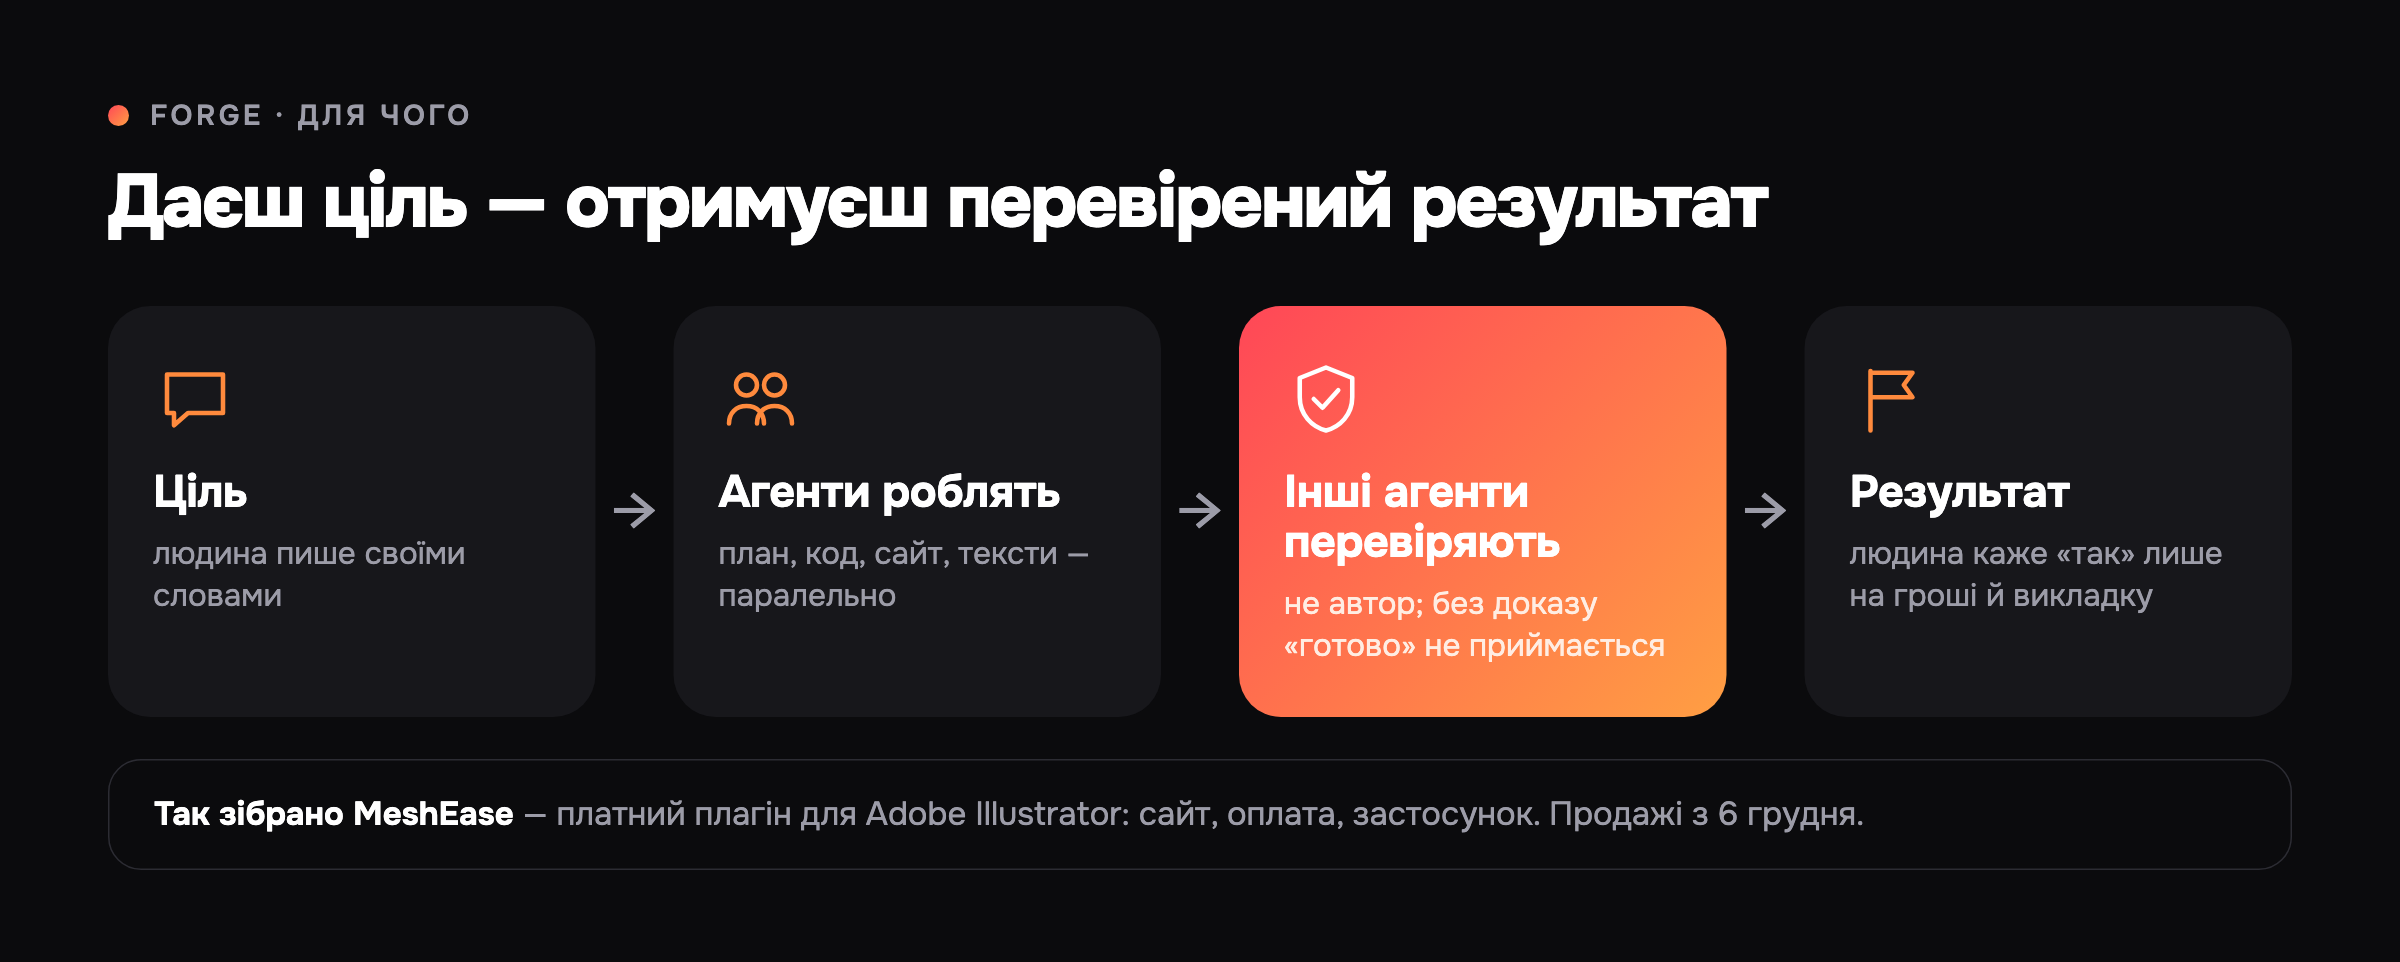 FORGE · ДЛЯ ЧОГО
Даєш ціль — отримуєш перевірений результат
Ціль
людина пише своїми
словами
Агенти роблять
план, код, сайт, тексти —
паралельно
Інші агенти
перевіряють
не автор; без доказу
«готово» не приймається
Результат
людина каже «так» лише
на гроші й викладку
Так зібрано MeshEase — платний плагін для Adobe Illustrator: сайт, оплата, застосунок. Продажі з 6 грудня.